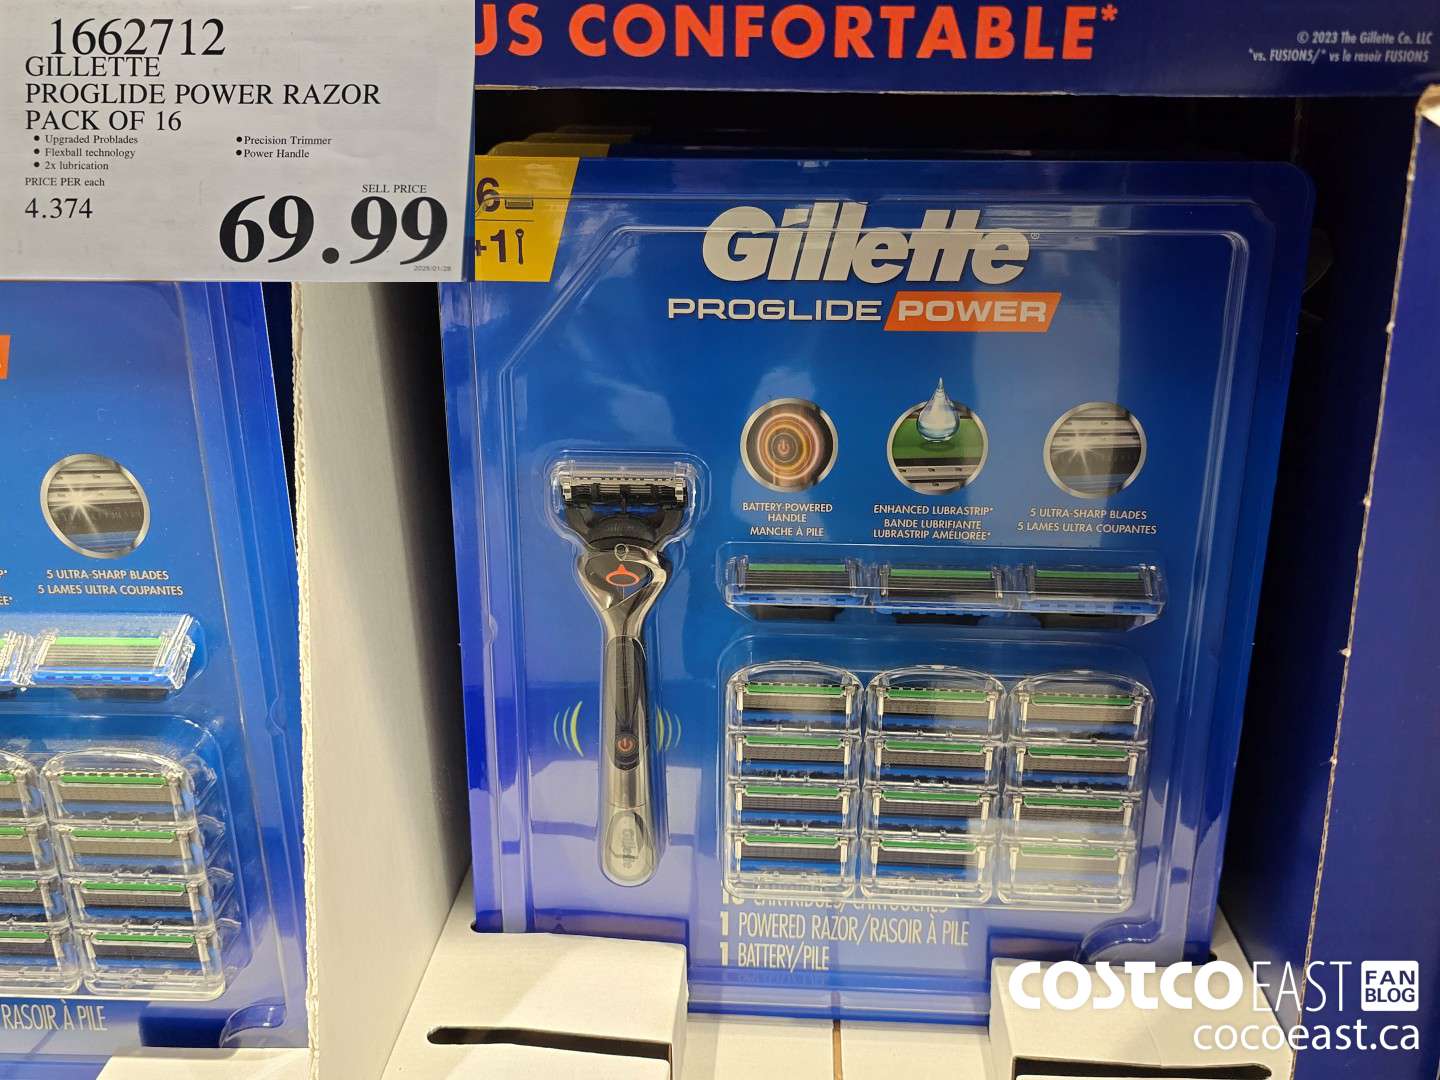 1662712
GILLETTE
PROGLIDE POWER RAZOR
PACK OF 16
• Upgraded Problades
• Flexball technology
• 2x lubrication
• Precision Trimmer
• Power Handle
PRICE PER each
4.374
SELL PRICE
69.99
US CONFORTABLE*
© 2023 The Gillette Co. LLC
*vs. FUSION5/* vs le rasoir FUSION5
6
+1
Gillette
PROGLIDE POWER
BATTERY-POWERED
HANDLE
MANCHE À PILE
ENHANCED LUBRASTRIP*
BANDE LUBRIFIANTE
LUBRASTRIP AMÉLIORÉE*
5 ULTRA-SHARP BLADES
5 LAMES ULTRA COUPANTES
5 ULTRA-SHARP BLADES
5 LAMES ULTRA COUPANTES
CARTRIDGES/CARTOUCHES
1 POWERED RAZOR/RASOIR À PILE
1 BATTERY/PILE
RASOIR À PILE
COSTCO EAST FAN
BLOG
cocoeast.ca